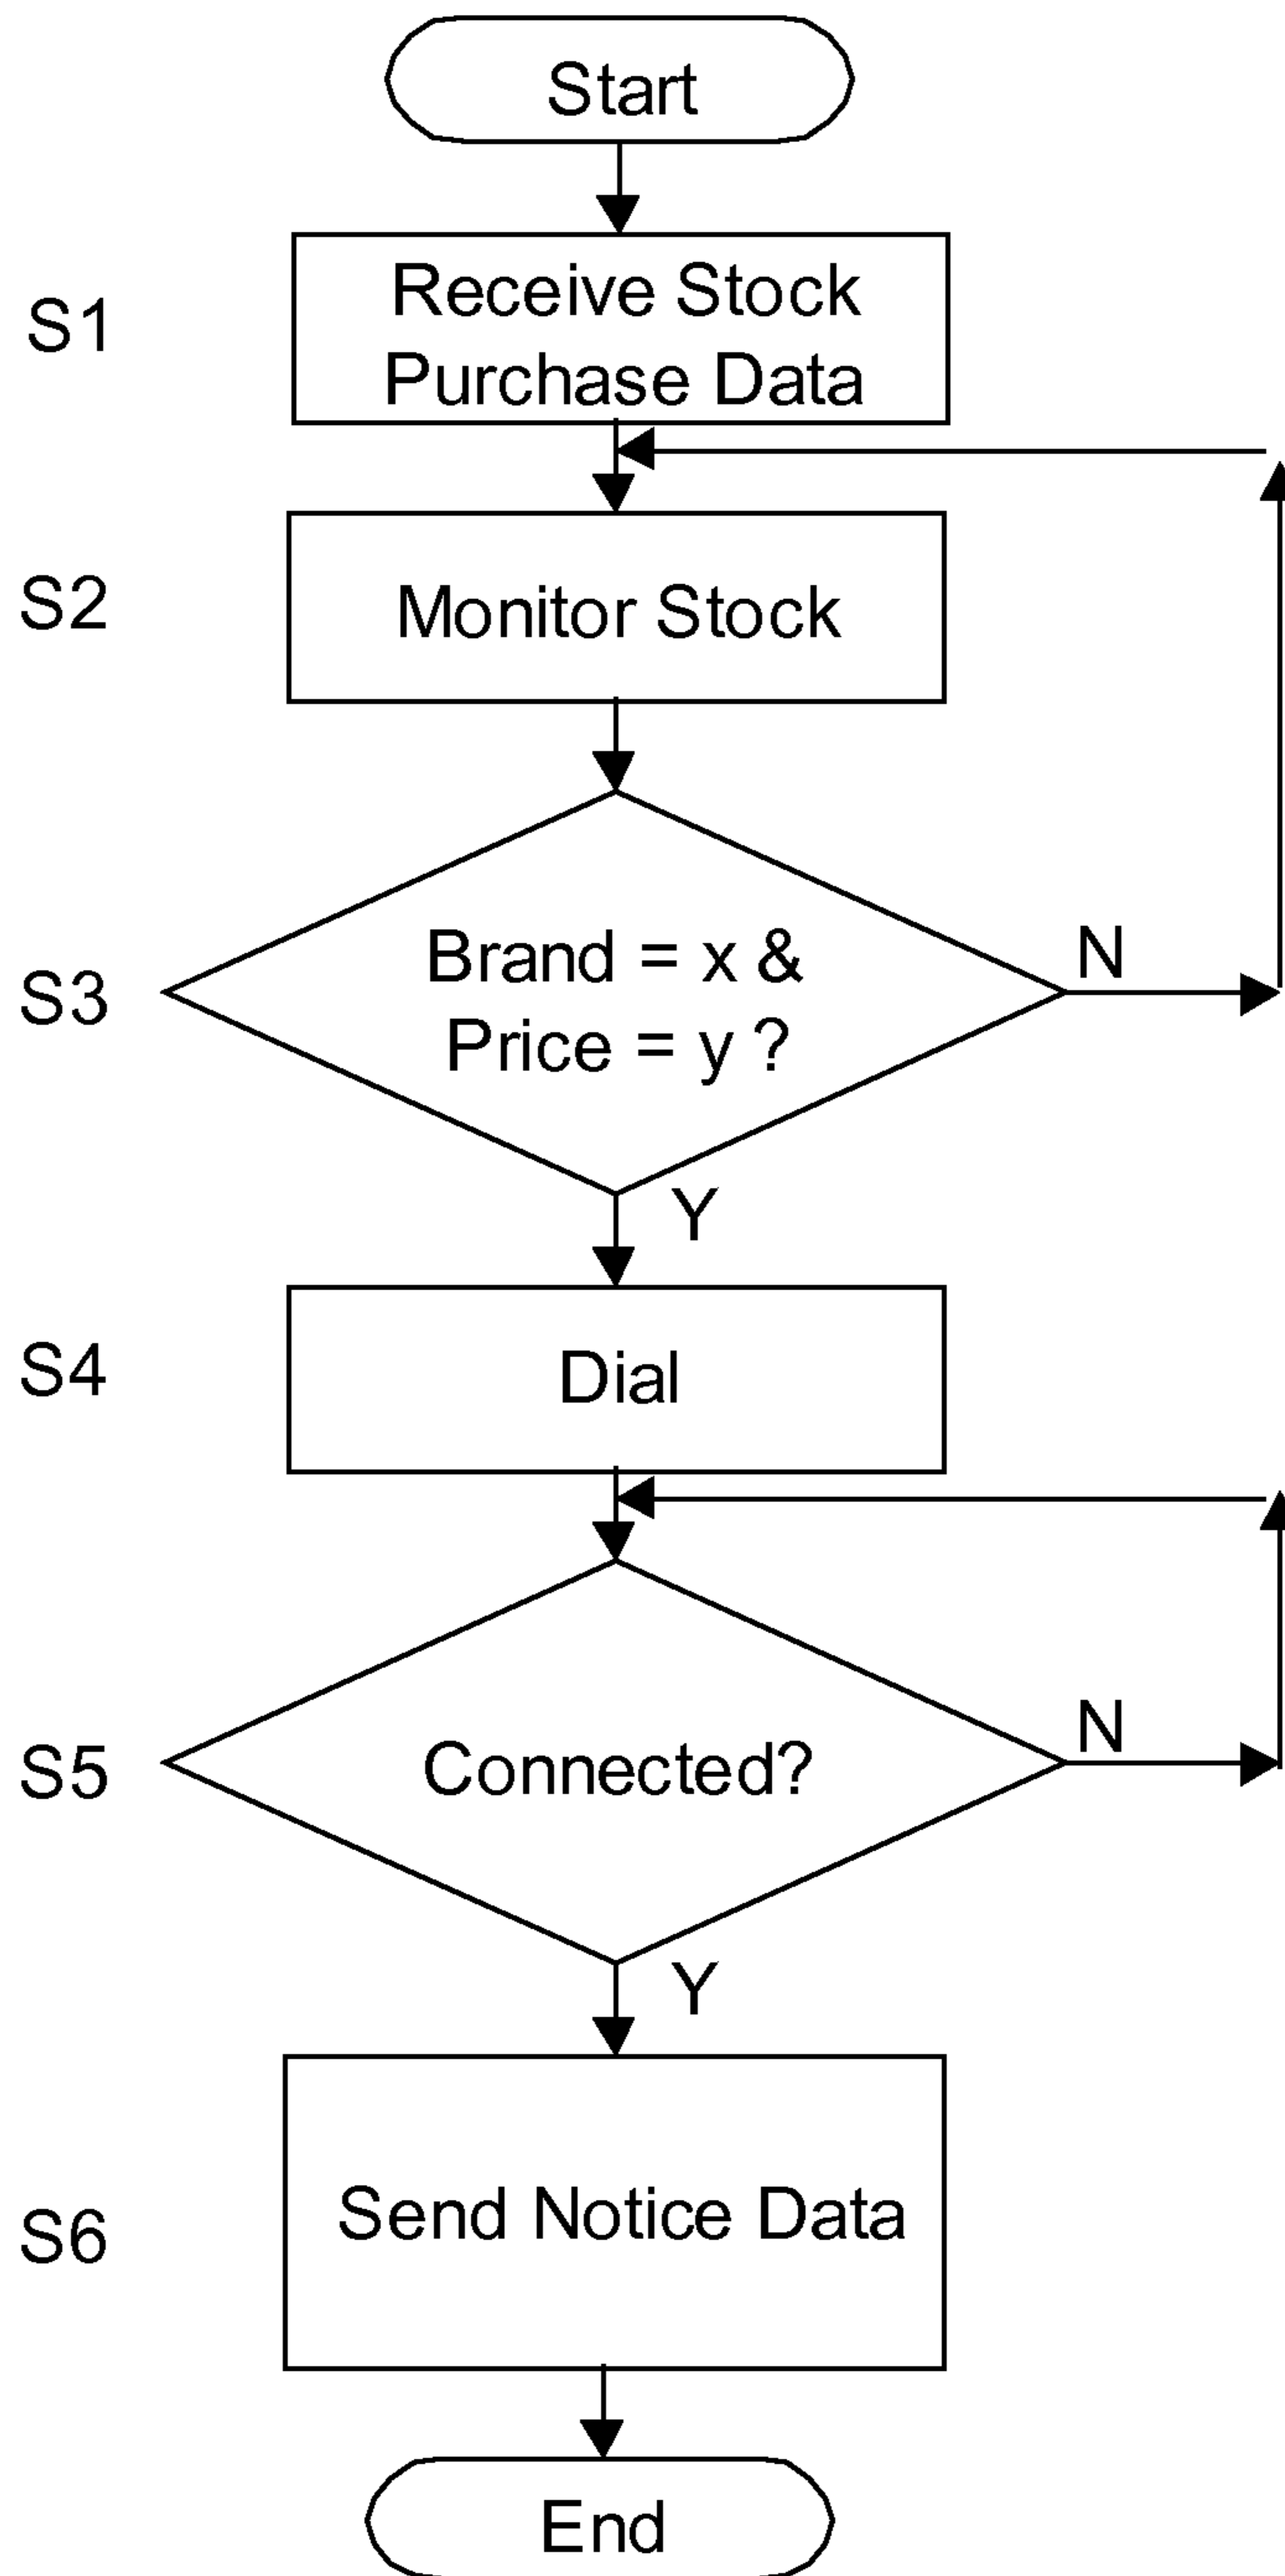 Start
S1
Receive Stock
Purchase Data
S2
Monitor Stock
S3
Brand = x &
Price = y ?
N
Y
S4
Dial
S5
Connected?
N
Y
S6
Send Notice Data
End